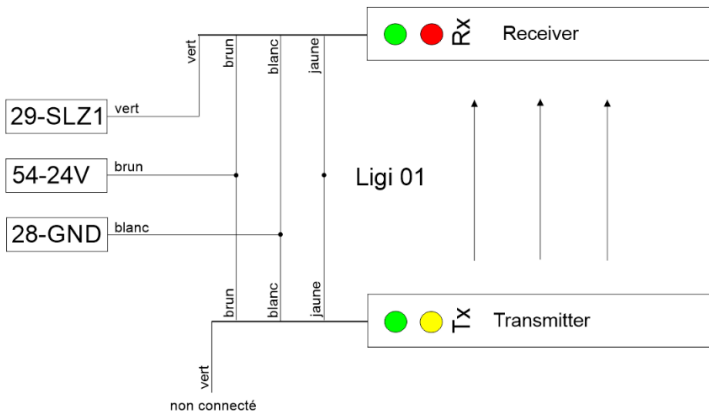 Rx
Receiver
vert
brun
blanc
jaune
29-SLZ1
vert
54-24V
brun
Ligi 01
28-GND
blanc
brun
blanc
jaune
Tx
Transmitter
vert
non connecté